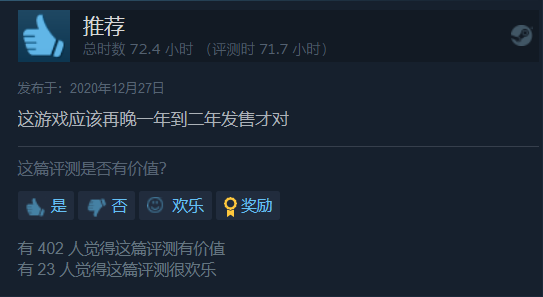 推荐
总时数 72.4 小时 （评测时 71.7 小时）
发布于：2020年12月27日
这游戏应该再晚一年到二年发售才对
这篇评测是否有价值？
是 否 欢乐 奖励
有 402 人觉得这篇评测有价值
有 23 人觉得这篇评测很欢乐